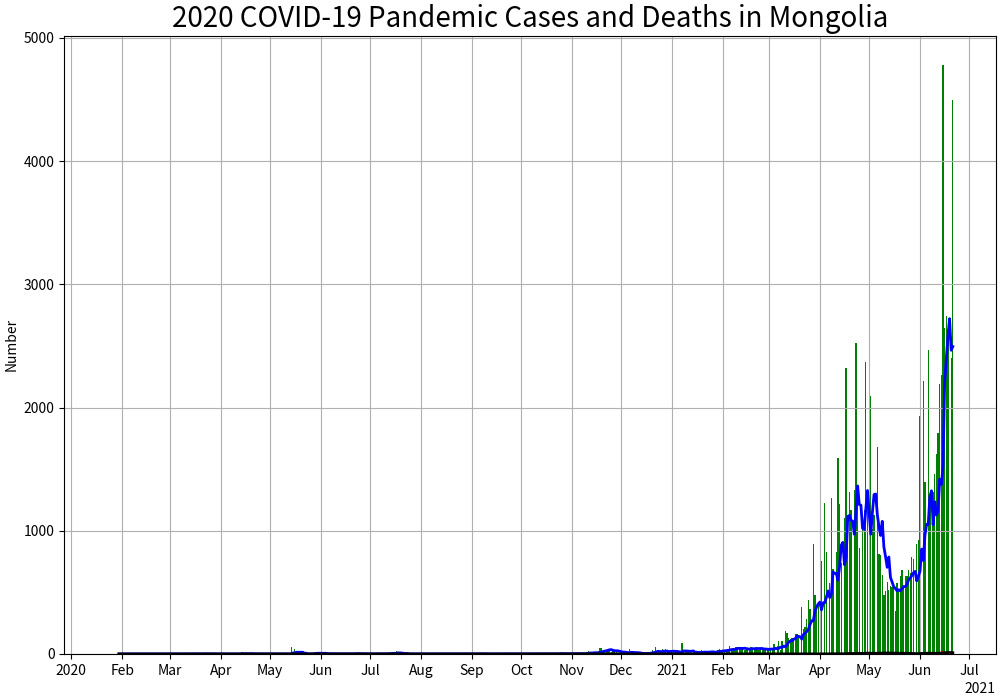 2020 COVID-19 Pandemic Cases and Deaths in Mongolia
5000
4000
3000
2000
1000
0
Number
2020 Feb Mar Apr May Jun Jul Aug Sep Oct Nov Dec 2021 Feb Mar Apr May Jun Jul
2021